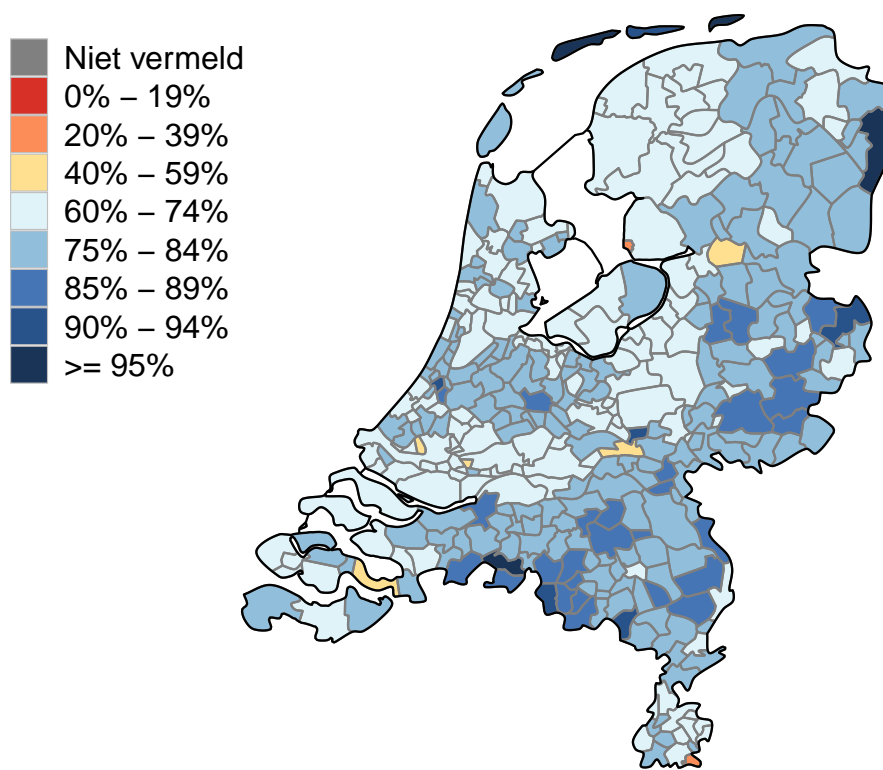 Niet vermeld
0% – 19%
20% – 39%
40% – 59%
60% – 74%
75% – 84%
85% – 89%
90% – 94%
>= 95%